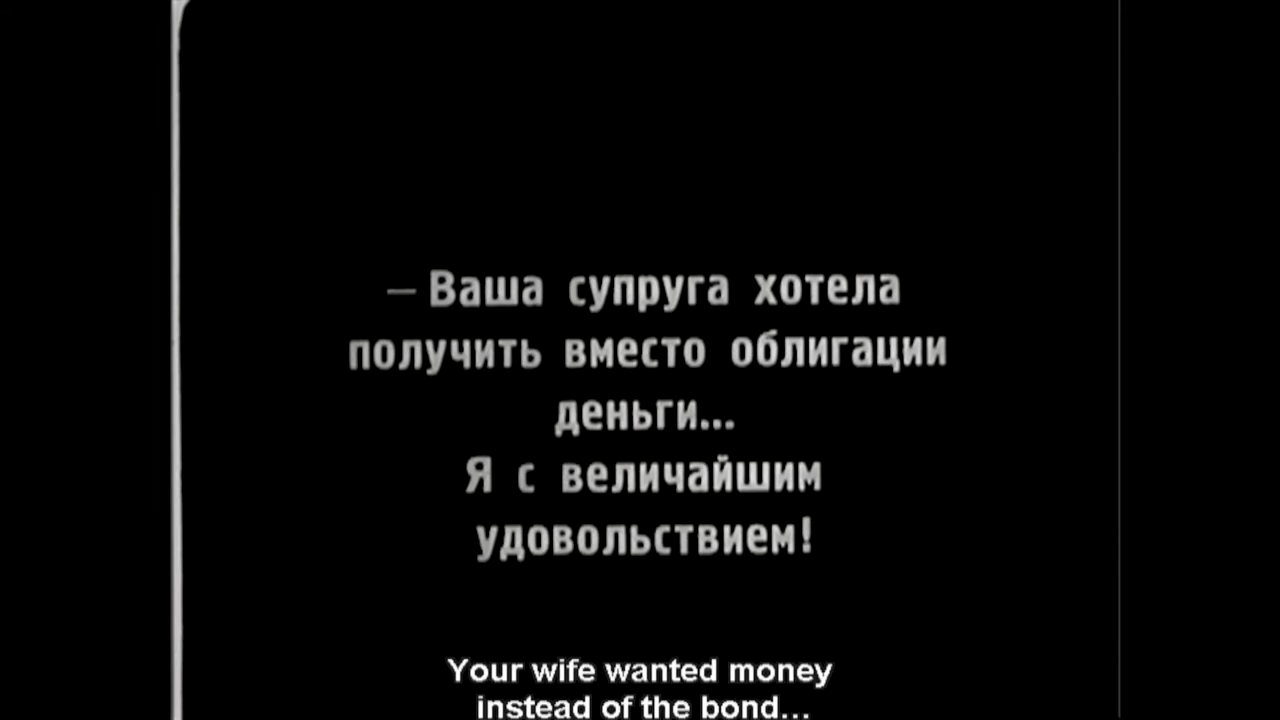 — Ваша супруга хотела
получить вместо облигации
деньги...
Я с величайшим
удовольствием!
Your wife wanted money
instead of the bond...